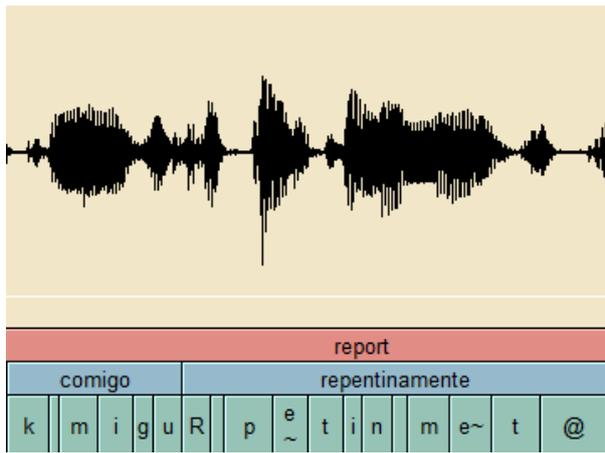 report
comigo repentinamente
k m i g u R p e~ t i n m e~ t @